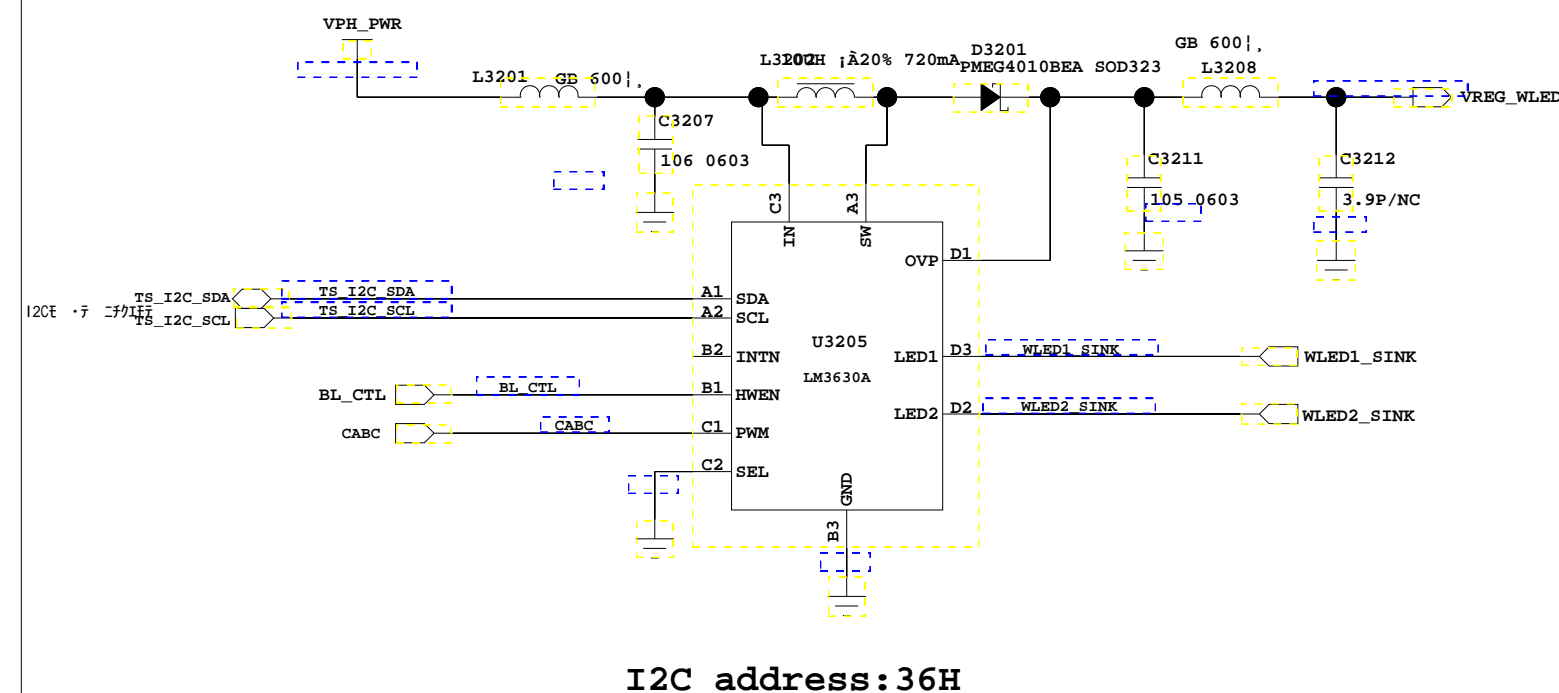 VPH_PWR
L3201
GB 600¦¸
L3202
10UH ¡À20% 720mA
D3201
PMEG4010BEA SOD323
GB 600¦¸
L3208
VREG_WLED
C3207
106 0603
C3211
105 0603
C3212
3.9P/NC
C3
IN
A3
SW
OVP
D1
TS_I2C_SDA
TS_I2C_SDA
A1
SDA
TS_I2C_SCL
TS_I2C_SCL
A2
SCL
B2
INTN
U3205
LM3630A
LED1
D3
WLED1_SINK
WLED1_SINK
BL_CTL
BL_CTL
B1
HWEN
LED2
D2
WLED2_SINK
WLED2_SINK
CABC
CABC
C1
PWM
C2
SEL
GND
B3
I2C address:36H